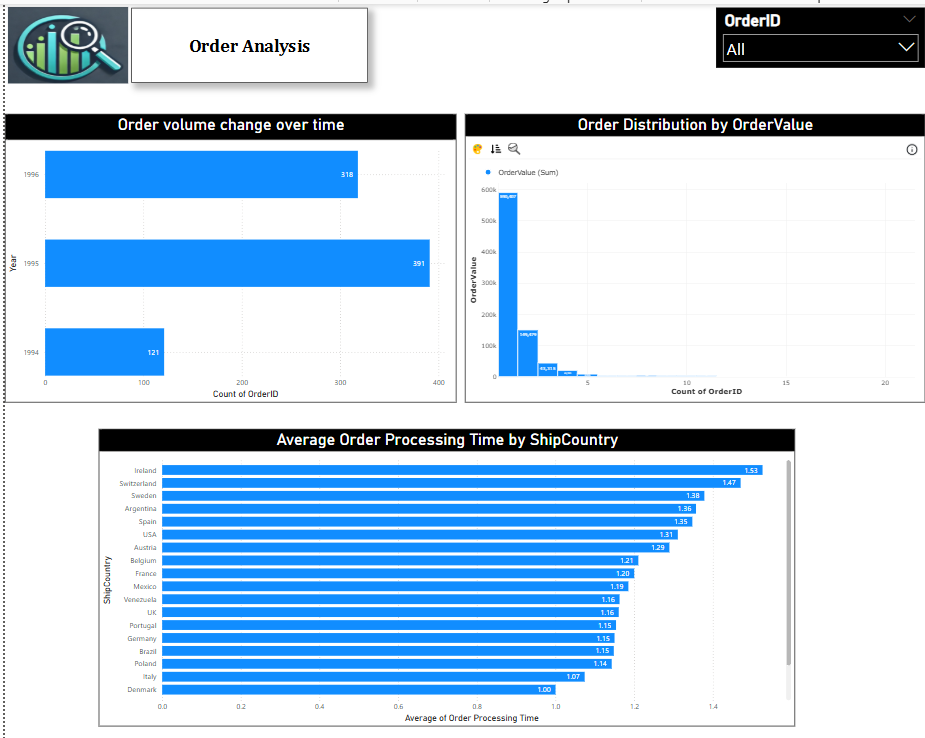 Order Analysis
OrderID
All
Order volume change over time
1996
318
1995
391
1994
121
Year
0 100 200 300 400
Count of OrderID
Order Distribution by OrderValue
OrderValue (Sum)
600k
500k
400k
300k
200k
100k
0
OrderValue
5 10 15 20
Count of OrderID
Average Order Processing Time by ShipCountry
ShipCountry
Ireland 1.53
Switzerland 1.47
Sweden 1.38
Argentina 1.36
Spain 1.35
USA 1.31
Austria 1.29
Belgium 1.21
France 1.20
Mexico 1.19
Venezuela 1.16
UK 1.16
Portugal 1.15
Germany 1.15
Brazil 1.15
Poland 1.14
Italy 1.07
Denmark 1.00
0.0 0.2 0.4 0.6 0.8 1.0 1.2 1.4
Average of Order Processing Time